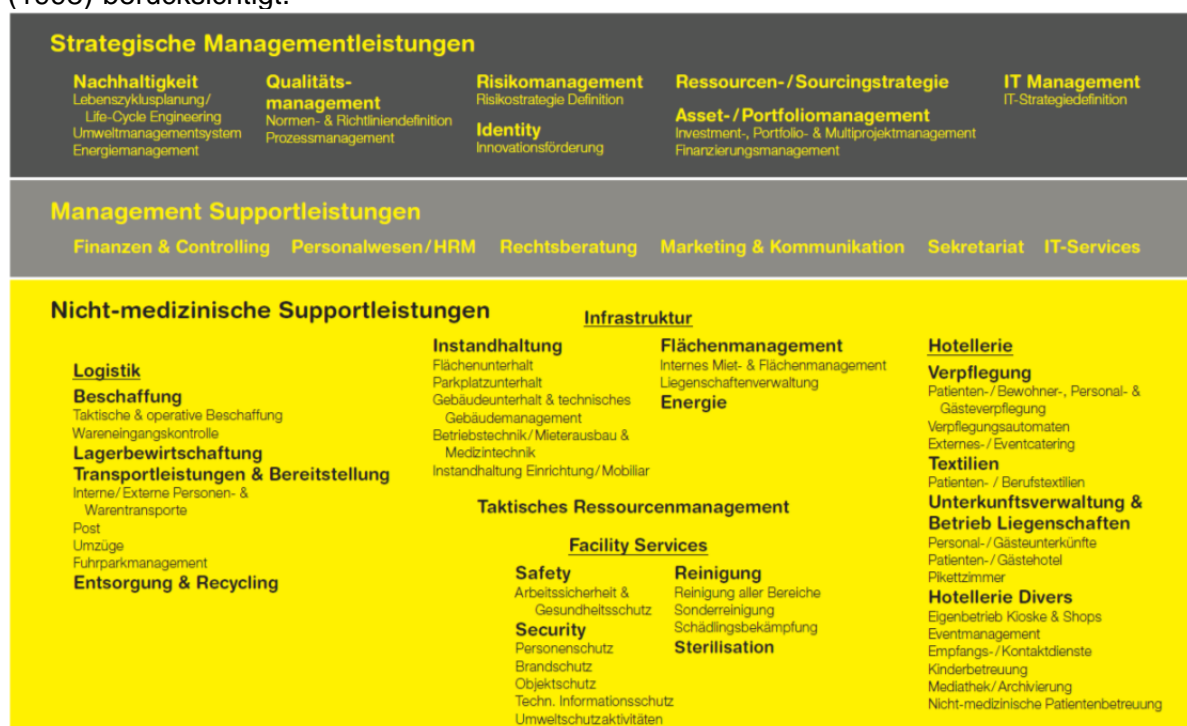 (1998) berücksichtigt.
Strategische Managementleistungen
Nachhaltigkeit
Lebenszyklusplanung/
Life-Cycle Engineering
Umweltmanagementsystem
Energiemanagement
Qualitäts-
management
Normen- & Richtliniendefinition
Prozessmanagement
Risikomanagement
Risikostrategie Definition
Identity
Innovationsförderung
Ressourcen-/Sourcingstrategie
Asset-/Portfoliomanagement
Investment-, Portfolio- & Multiprojektmanagement
Finanzierungsmanagement
IT Management
IT-Strategiedefinition
Management Supportleistungen
Finanzen & Controlling Personalwesen/HRM Rechtsberatung Marketing & Kommunikation Sekretariat IT-Services
Nicht-medizinische Supportleistungen
Logistik
Beschaffung
Taktische & operative Beschaffung
Wareneingangskontrolle
Lagerbewirtschaftung
Transportleistungen & Bereitstellung
Interne/Externe Personen- &
Warentransporte
Post
Umzüge
Fuhrparkmanagement
Entsorgung & Recycling
Infrastruktur
Instandhaltung
Flächenunterhalt
Parkplatzunterhalt
Gebäudeunterhalt & technisches
Gebäudemanagement
Betriebstechnik/Mieterausbau &
Medizintechnik
Instandhaltung Einrichtung/Mobiliar
Flächenmanagement
Internes Miet- & Flächenmanagement
Liegenschaftenverwaltung
Energie
Taktisches Ressourcenmanagement
Facility Services
Safety
Arbeitssicherheit &
Gesundheitsschutz
Security
Personenschutz
Brandschutz
Objektschutz
Techn. Informationsschutz
Umweltschutzaktivitäten
Reinigung
Reinigung aller Bereiche
Sonderreinigung
Schädlingsbekämpfung
Sterilisation
Hotellerie
Verpflegung
Patienten-/Bewohner-, Personal- &
Gästeverpflegung
Verpflegungsautomaten
Externes-/Eventcatering
Textilien
Patienten- / Berufstextilien
Unterkunftsverwaltung &
Betrieb Liegenschaften
Personal-/Gästeunterkünfte
Patienten-/Gästehotel
Pikettzimmer
Hotellerie Divers
Eigenbetrieb Kioske & Shops
Eventmanagement
Empfangs-/Kontaktdienste
Kinderbetreuung
Mediathek/Archivierung
Nicht-medizinische Patientenbetreuung